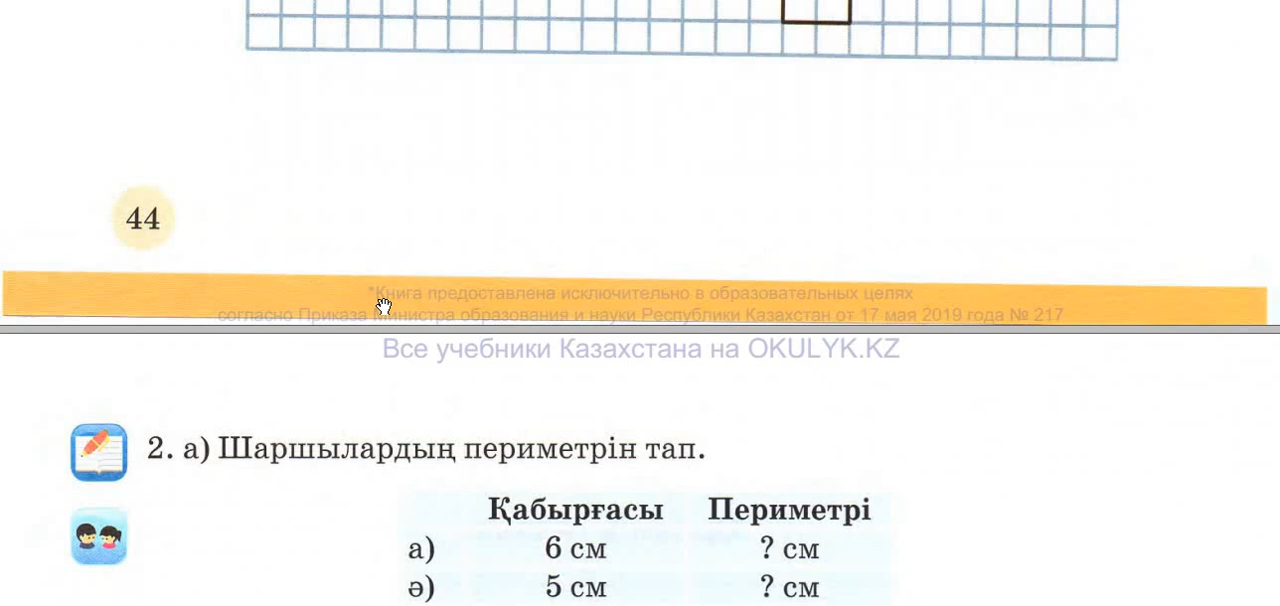 44
*Книга предоставлена исключительно в образовательных целях
согласно Приказа Министра образования и науки Республики Казахстан от 17 мая 2019 года № 217
Все учебники Казахстана на OKULYK.KZ
2. а) Шаршылардың периметрін тап.
Қабырғасы Периметрі
а) 6 см ? см
ә) 5 см ? см